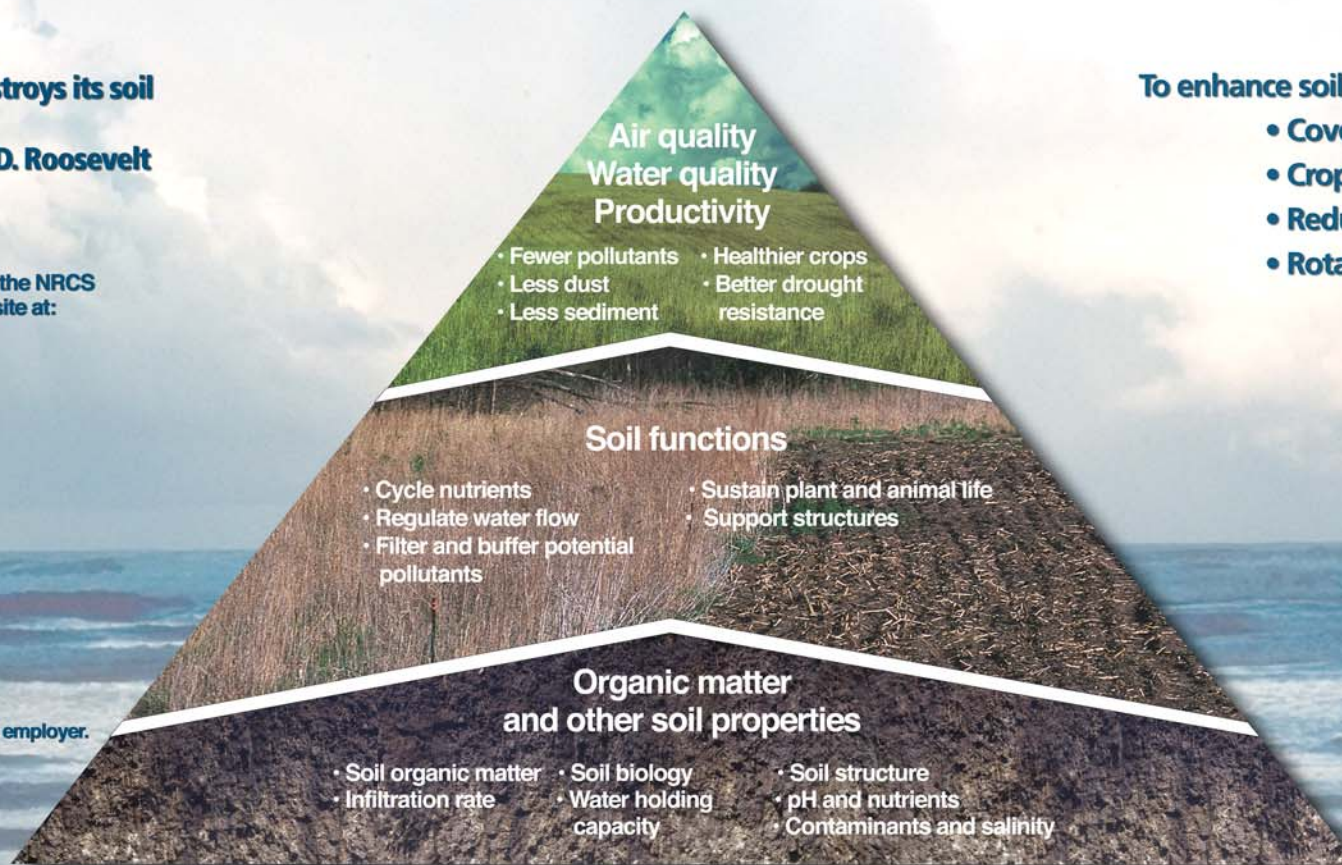 troys its soil
D. Roosevelt
the NRCS
site at:
employer.
Air quality
Water quality
Productivity
· Fewer pollutants
· Less dust
· Less sediment
· Healthier crops
· Better drought
resistance
Soil functions
· Cycle nutrients
· Regulate water flow
· Filter and buffer potential
pollutants
· Sustain plant and animal life
· Support structures
Organic matter
and other soil properties
· Soil organic matter
· Infiltration rate
· Soil biology
· Water holding
capacity
· Soil structure
· pH and nutrients
· Contaminants and salinity
To enhance soil
• Cove
• Crop
• Redu
• Rota